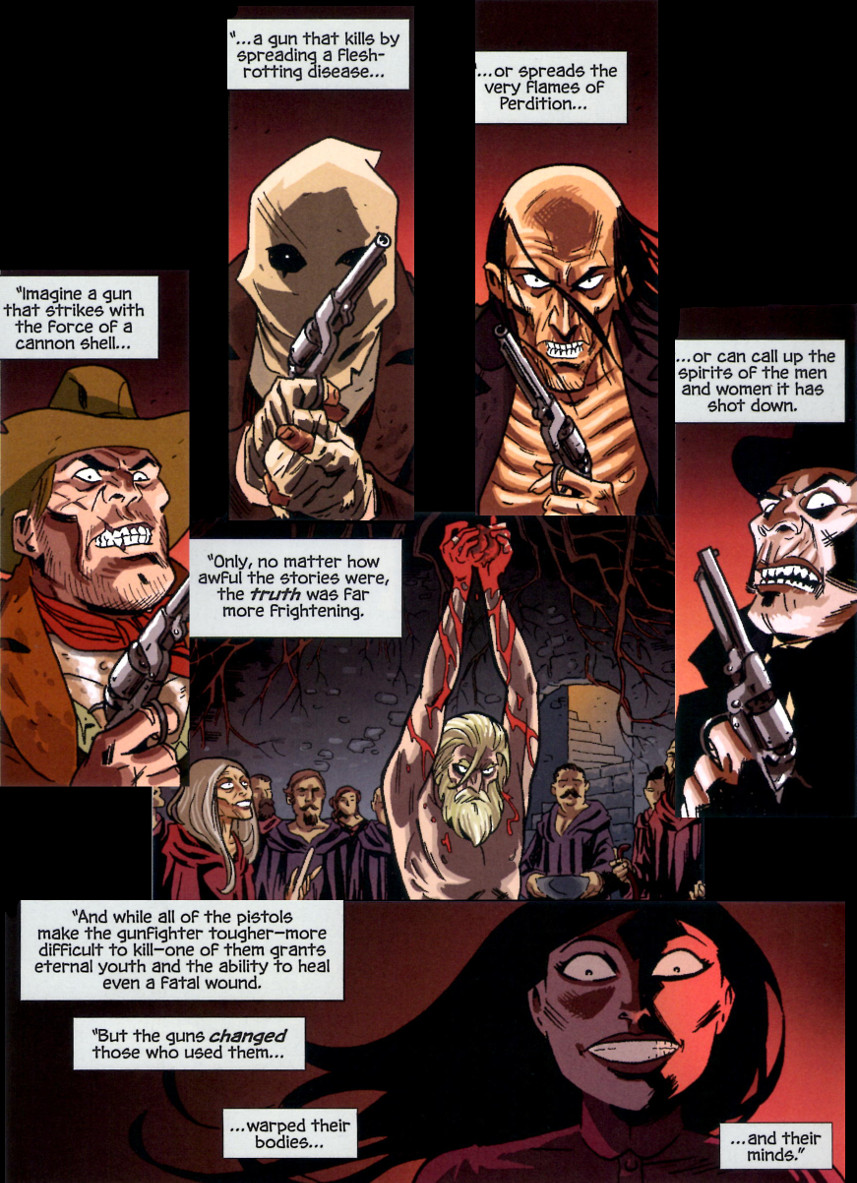 "Imagine a gun
that strikes with
the force of a
cannon shell...
"...a gun that kills by
spreading a flesh-
rotting disease...
"...or spreads the
very flames of
Perdition...
...or can call up the
spirits of the men
and women it has
shot down.
"Only, no matter how
awful the stories were,
the truth was far
more frightening.
"And while all of the pistols
make the gunfighter tougher—more
difficult to kill—one of them grants
eternal youth and the ability to heal
even a fatal wound.
"But the guns changed
those who used them...
...warped their
bodies...
...and their
minds."